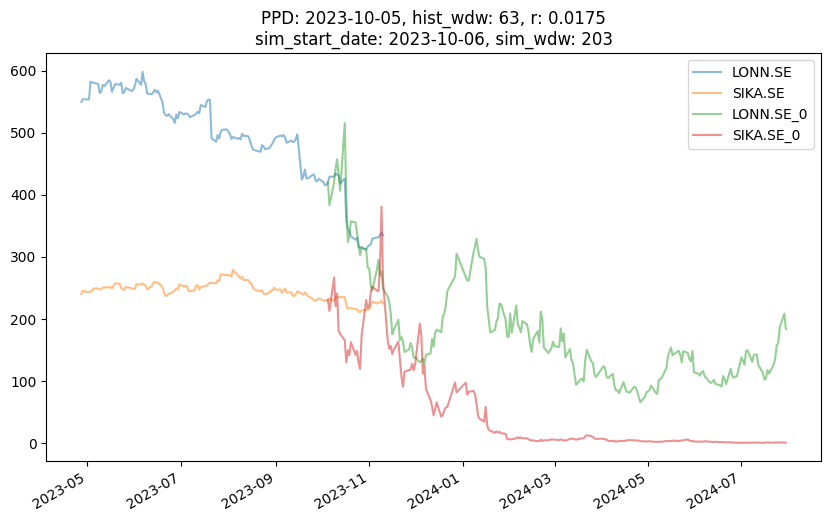 PPD: 2023-10-05, hist_wdw: 63, r: 0.0175
sim_start_date: 2023-10-06, sim_wdw: 203
LONN.SE
SIKA.SE
LONN.SE_0
SIKA.SE_0
600
500
400
300
200
100
0
2023-05
2023-07
2023-09
2023-11
2024-01
2024-03
2024-05
2024-07